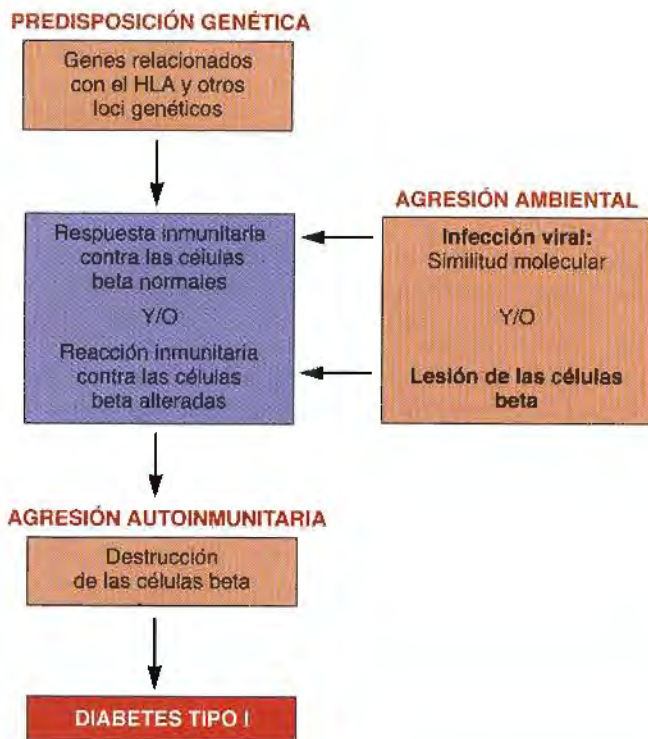 PREDISPOSICIÓN GENÉTICA
Genes relacionados
con el HLA y otros
loci genéticos
Respuesta inmunitaria
contra las células
beta normales
Y/O
Reacción inmunitaria
contra las células
beta alteradas
AGRESIÓN AMBIENTAL
Infección viral:
Similitud molecular
Y/O
Lesión de las células
beta
AGRESIÓN AUTOINMUNITARIA
Destrucción
de las células beta
DIABETES TIPO I